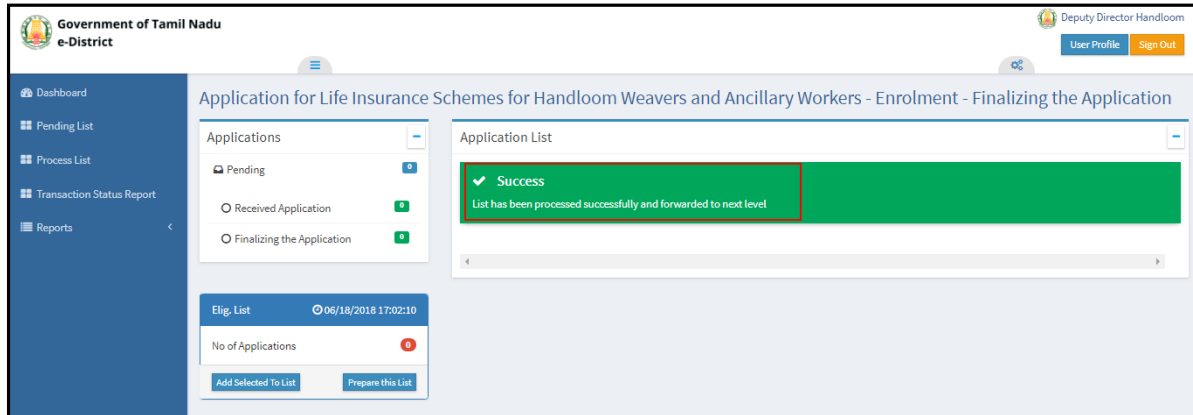 Government of Tamil Nadu
e-District
Deputy Director Handloom
User Profile
Sign Out
Dashboard
Pending List
Process List
Transaction Status Report
Reports
Application for Life Insurance Schemes for Handloom Weavers and Ancillary Workers - Enrolment - Finalizing the Application
Applications
Pending 0
Received Application 0
Finalizing the Application 0
Elig. List 06/18/2018 17:02:10
No of Applications 0
Add Selected To List Prepare this List
Application List
Success
List has been processed successfully and forwarded to next level